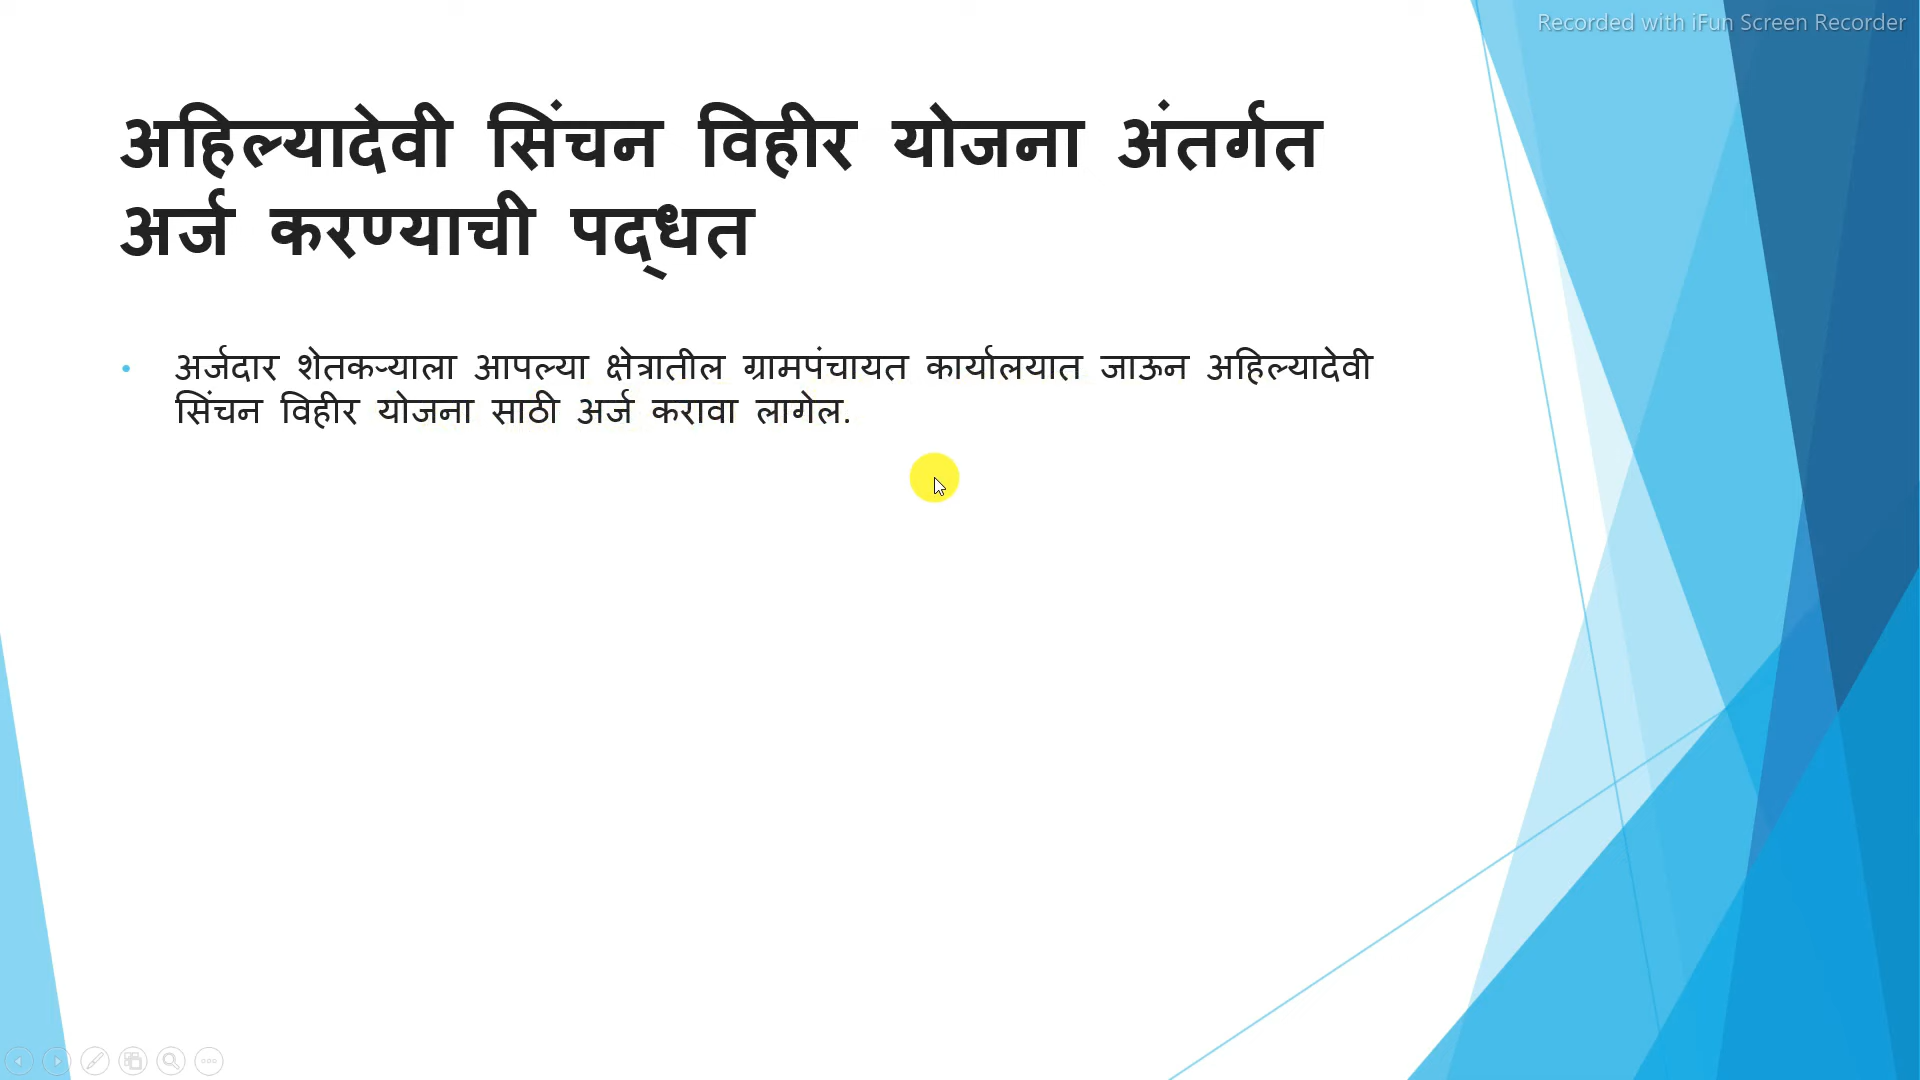 Recorded with iFun Screen Recorder
अहिल्यादेवी सिंचन विहीर योजना अंतर्गत
अर्ज करण्याची पद्धत
• अर्जदार शेतकऱ्याला आपल्या क्षेत्रातील ग्रामपंचायत कार्यालयात जाऊन अहिल्यादेवी
सिंचन विहीर योजना साठी अर्ज करावा लागेल.